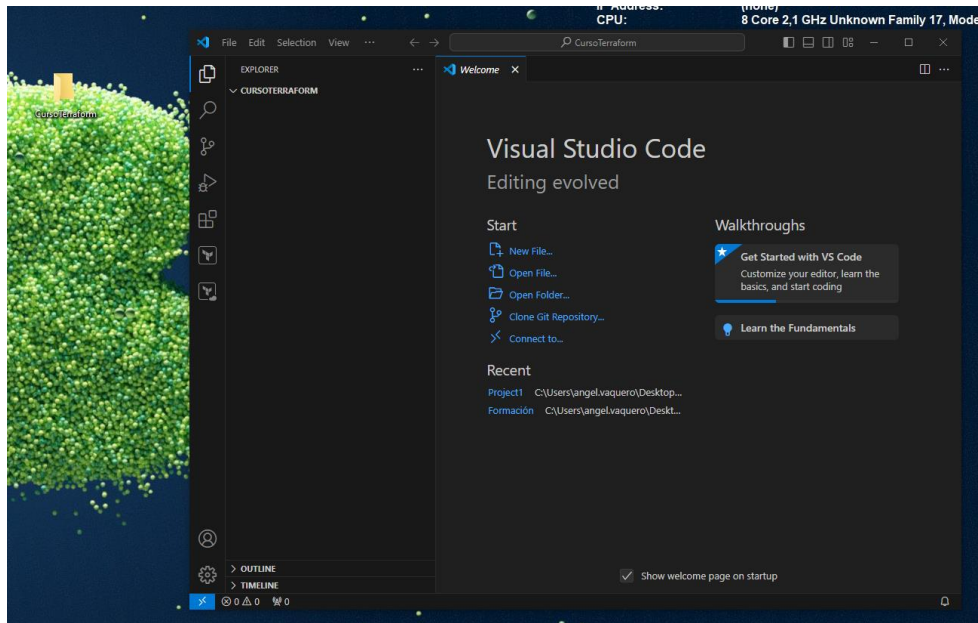 IP Address: (none)
CPU: 8 Core 2,1 GHz Unknown Family 17, Mode
File Edit Selection View ··· CursoTerraform
EXPLORER ··· Welcome
CURSOTERRAFORM
CursoTerraform
Visual Studio Code
Editing evolved
Start
New File...
Open File...
Open Folder...
Clone Git Repository...
Connect to...
Recent
Project1 C:\Users\angel.vaquero\Desktop...
Formación C:\Users\angel.vaquero\Deskt...
Walkthroughs
Get Started with VS Code
Customize your editor, learn the
basics, and start coding
Learn the Fundamentals
OUTLINE
TIMELINE
Show welcome page on startup
0 0 0